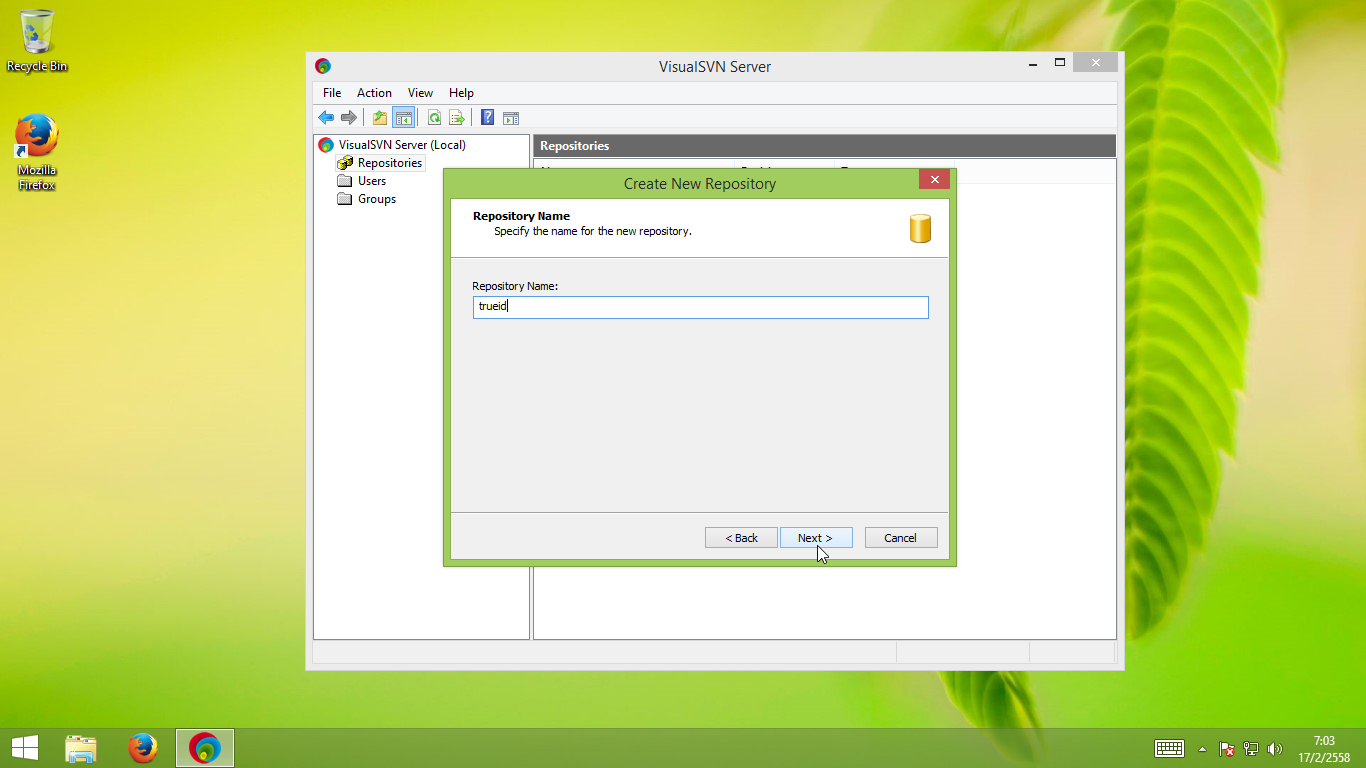 Recycle Bin
Mozilla
Firefox
VisualSVN Server
File Action View Help
VisualSVN Server (Local)
Repositories
Users
Groups
Repositories
Create New Repository
Repository Name
Specify the name for the new repository.
Repository Name:
trueid
< Back Next > Cancel
7:03
17/2/2558